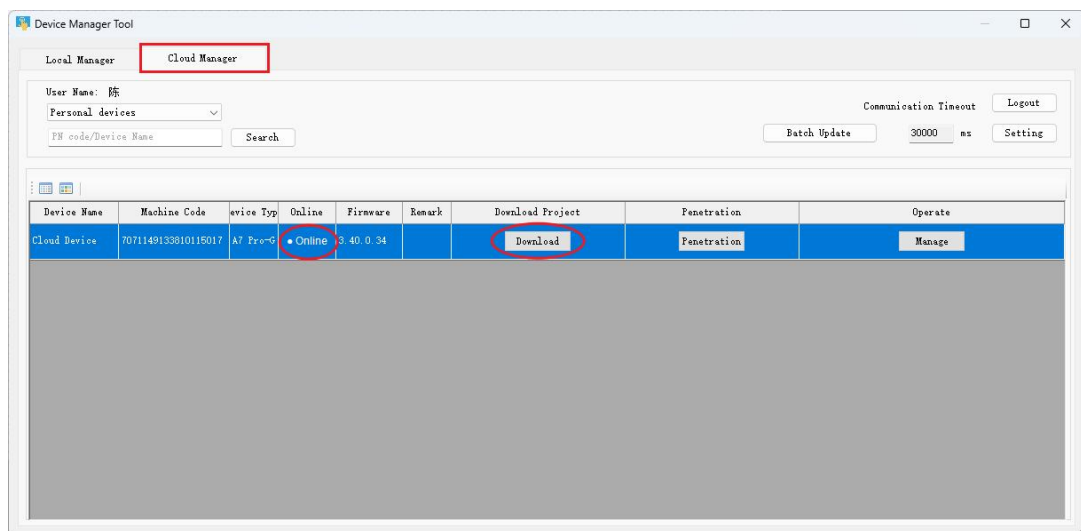 Device Manager Tool
Local Manager Cloud Manager
User Name: 陈
Personal devices
Communication Timeout Logout
PN code/Device Name Search Batch Update 30000 ms Setting
Device Name Machine Code evice Typ Online Firmware Remark Download Project Penetration Operate
Cloud Device 7071149133810115017 A7 Pro-G • Online 3.40.0.34 Download Penetration Manage